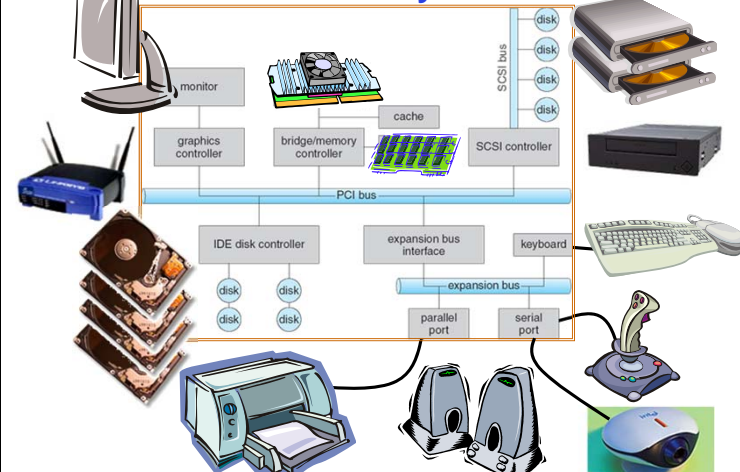 disk
disk
disk
disk
SCSI bus
monitor
cache
graphics
controller
bridge/memory
controller
SCSI controller
PCI bus
IDE disk controller
expansion bus
interface
keyboard
disk
disk
expansion bus
disk
disk
parallel
port
serial
port
intel